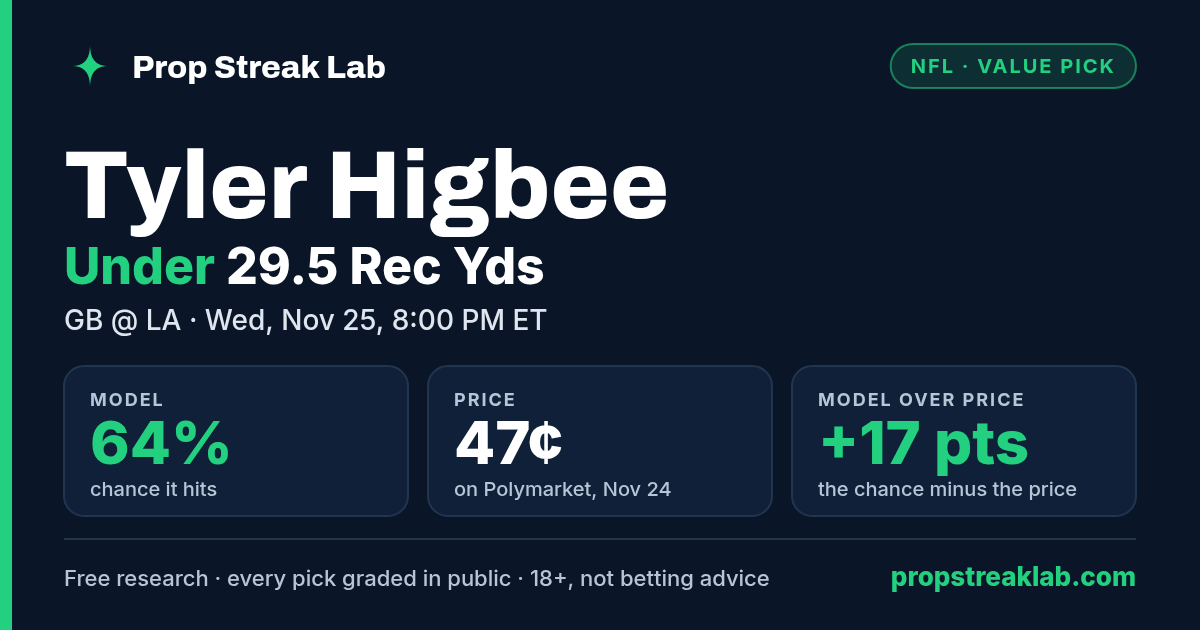 Prop Streak Lab
NFL · VALUE PICK
Tyler Higbee
Under 29.5 Rec Yds
GB @ LA · Wed, Nov 25, 8:00 PM ET
MODEL
64%
chance it hits
PRICE
47¢
on Polymarket, Nov 24
MODEL OVER PRICE
+17 pts
the chance minus the price
Free research · every pick graded in public · 18+, not betting advice
propstreaklab.com